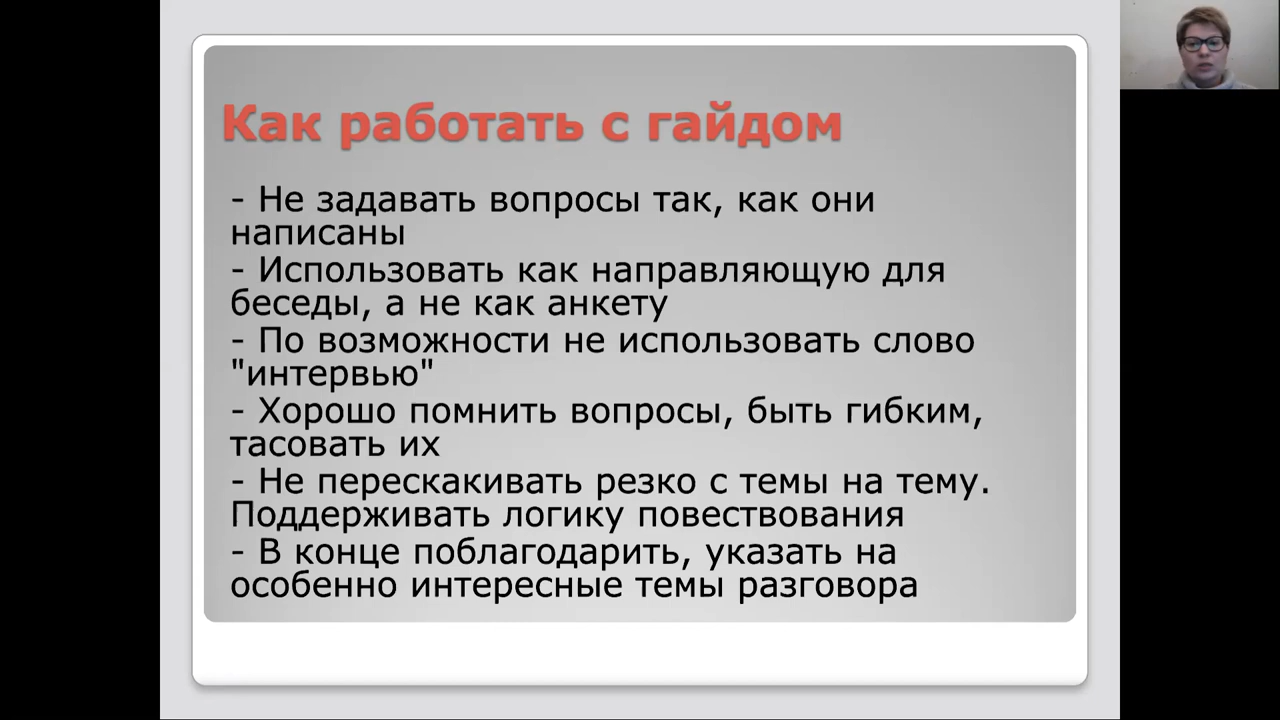 Как работать с гайдом
- Не задавать вопросы так, как они
написаны
- Использовать как направляющую для
беседы, а не как анкету
- По возможности не использовать слово
"интервью"
- Хорошо помнить вопросы, быть гибким,
тасовать их
- Не перескакивать резко с темы на тему.
Поддерживать логику повествования
- В конце поблагодарить, указать на
особенно интересные темы разговора